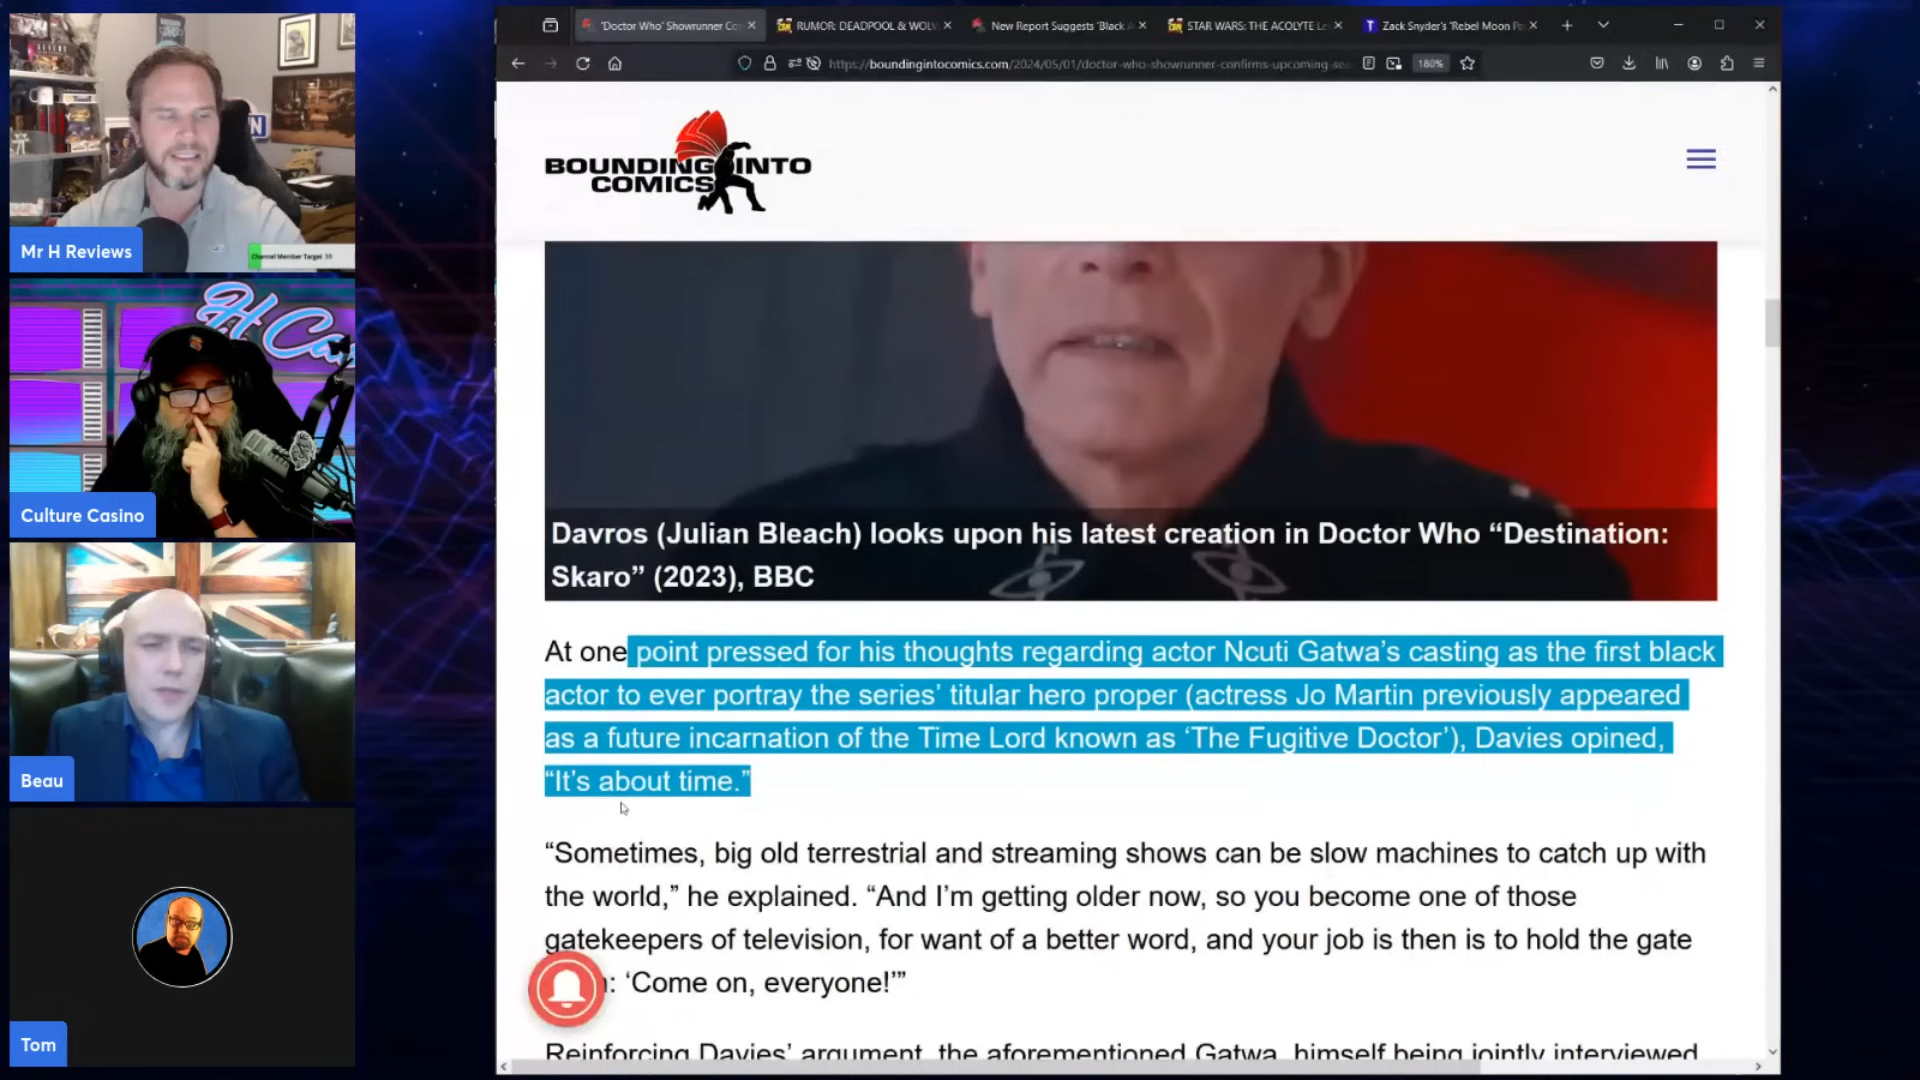 'Doctor Who' Showrunner Co
RUMOR: DEADPOOL & WOLV
New Report Suggests 'Black A
STAR WARS: THE ACOLYTE Le
Zack Snyder's 'Rebel Moon Pa
https://boundingintocomics.com/2024/05/01/doctor-who-showrunner-confirms-upcoming-se
180%
BOUNDING INTO
COMICS
Mr H Reviews
Channel Member Target 39
Culture Casino
Beau
Tom
Davros (Julian Bleach) looks upon his latest creation in Doctor Who “Destination:
Skaro” (2023), BBC
At one point pressed for his thoughts regarding actor Ncuti Gatwa’s casting as the first black
actor to ever portray the series’ titular hero proper (actress Jo Martin previously appeared
as a future incarnation of the Time Lord known as ‘The Fugitive Doctor’), Davies opined,
“It’s about time.”
“Sometimes, big old terrestrial and streaming shows can be slow machines to catch up with
the world,” he explained. “And I’m getting older now, so you become one of those
gatekeepers of television, for want of a better word, and your job is then is to hold the gate
: ‘Come on, everyone!’”
Reinforcing Davies’ argument, the aforementioned Gatwa, himself being jointly interviewed